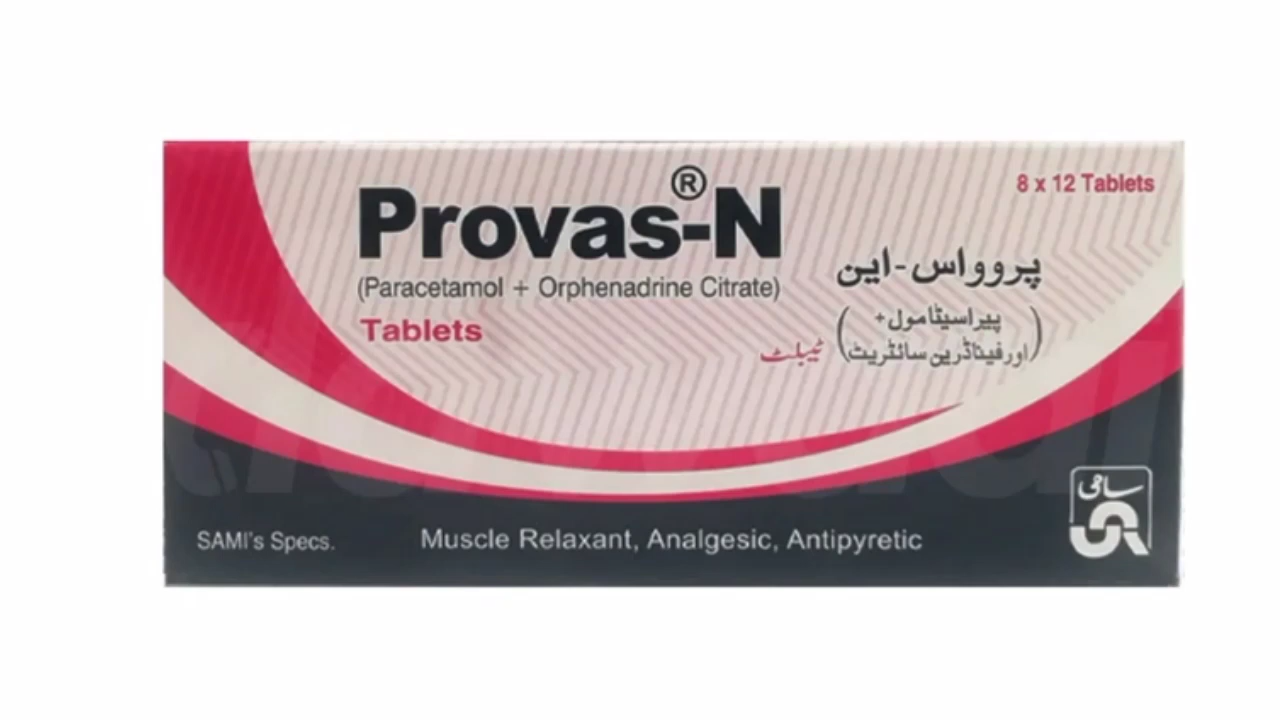 Provas-N®
(Paracetamol + Orphenadrine Citrate)
Tablets
8 x 12 Tablets
پروواس-این
(پیراسیٹامول+
اورفیناڈرین سائٹریٹ) ٹیبلٹ
SAMI's Specs.
Muscle Relaxant, Analgesic, Antipyretic
سامی